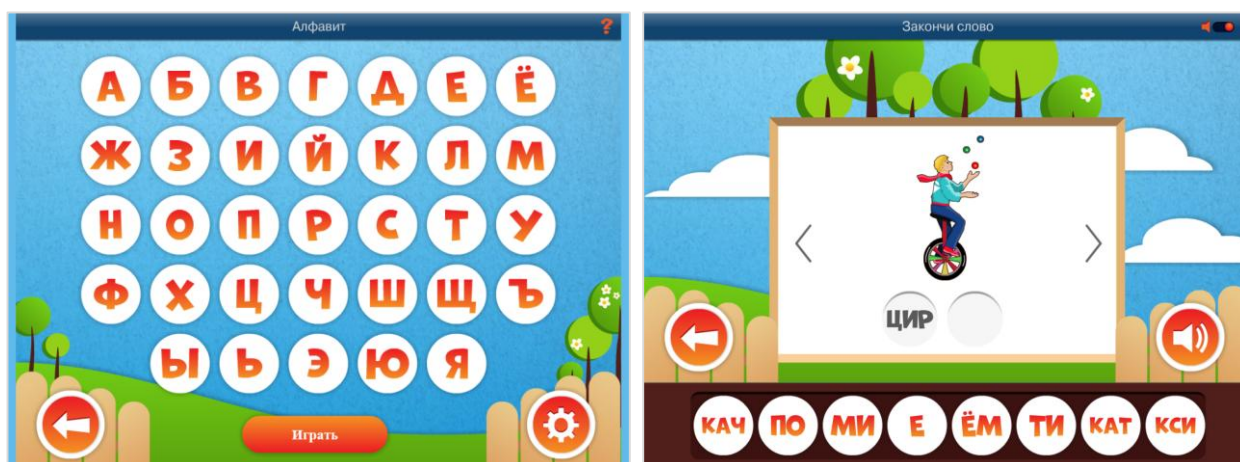 Алфавит
?
А Б В Г Д Е Ё
Ж З И Й К Л М
Н О П Р С Т У
Ф Х Ц Ч Ш Щ Ъ
Ы Ь Э Ю Я
Играть
Закончи слово
ЦИР
КАЧ ПО МИ Е ЁМ ТИ КАТ КСИ